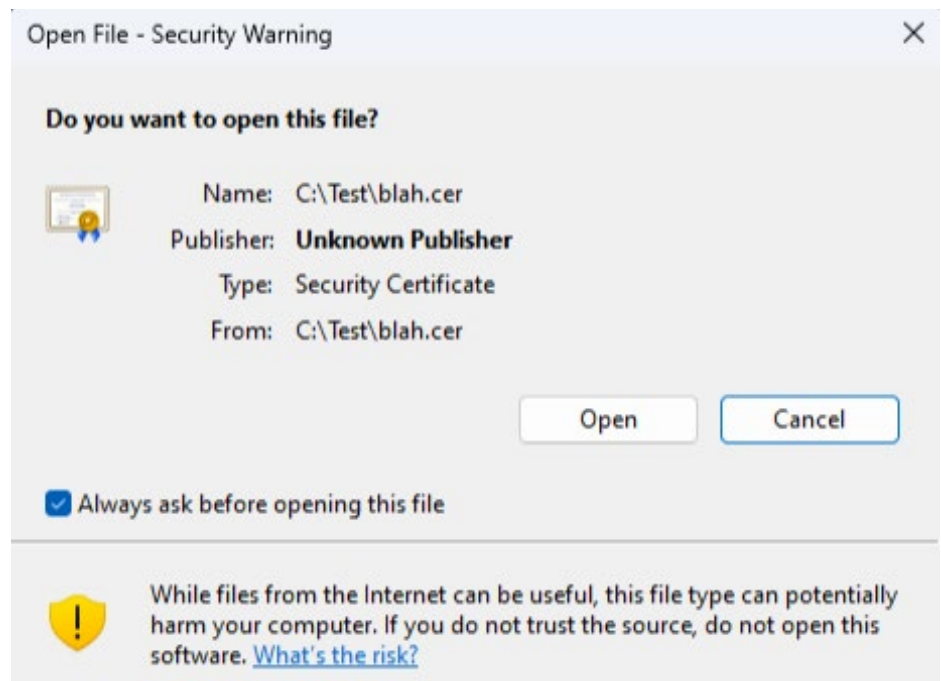 Open File - Security Warning
Do you want to open this file?
Name: C:\Test\blah.cer
Publisher: Unknown Publisher
Type: Security Certificate
From: C:\Test\blah.cer
Open Cancel
Always ask before opening this file
While files from the Internet can be useful, this file type can potentially
harm your computer. If you do not trust the source, do not open this
software. What's the risk?